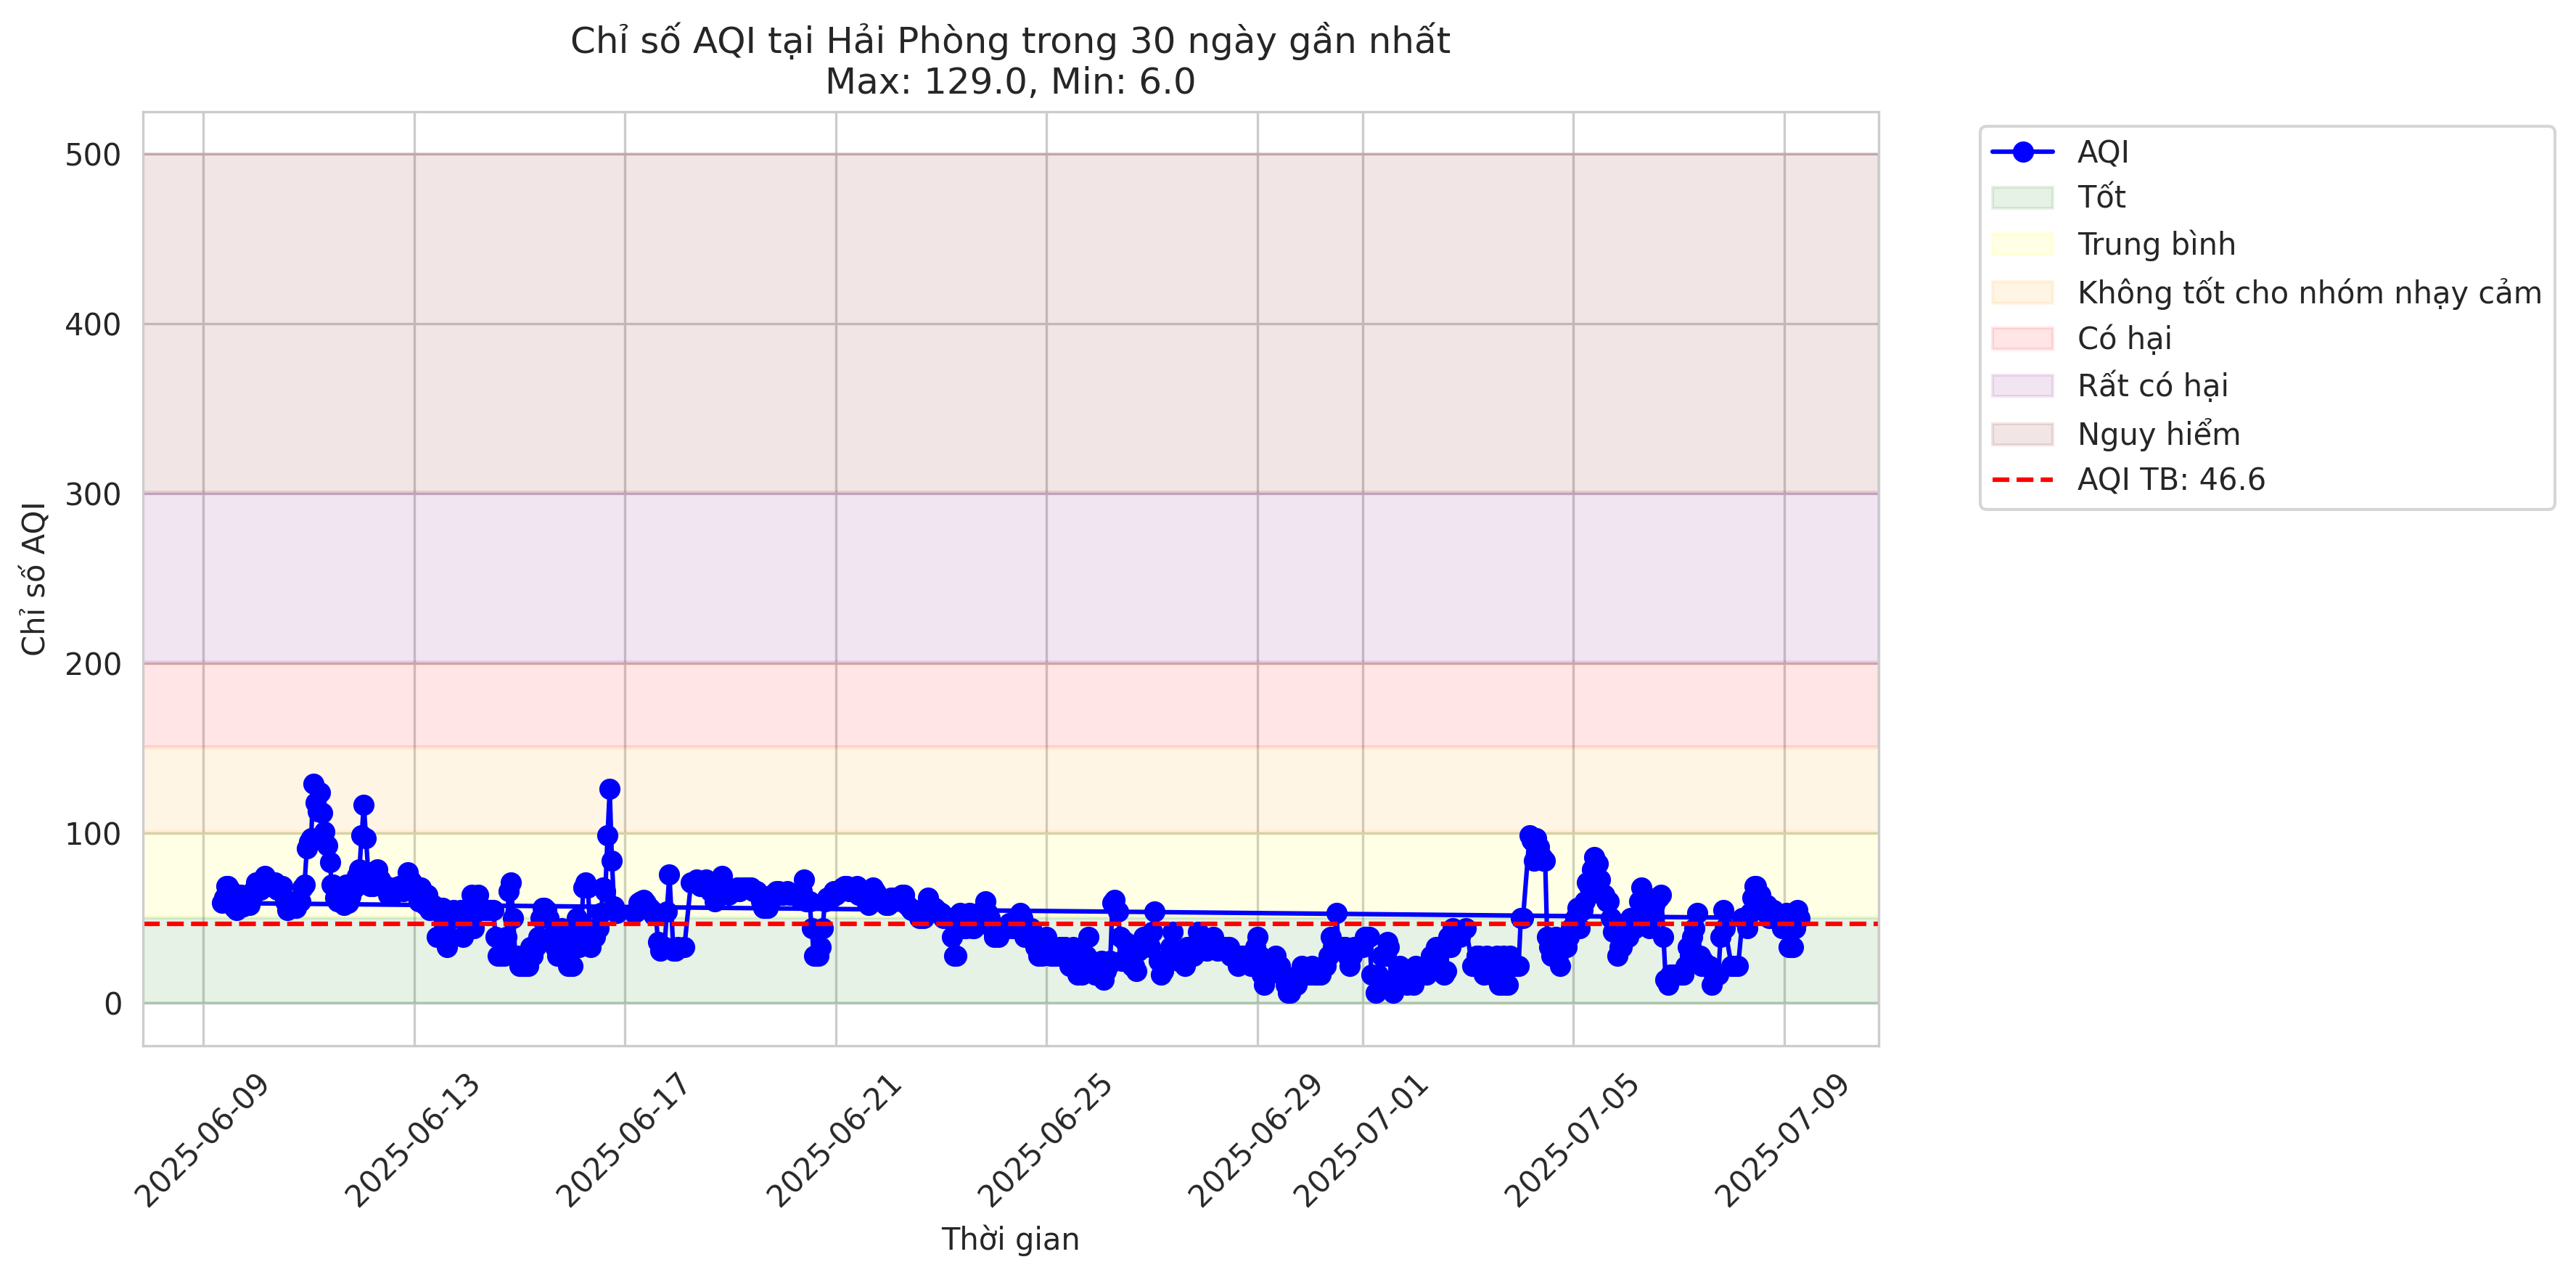 Chỉ số AQI tại Hải Phòng trong 30 ngày gần nhất
Max: 129.0, Min: 6.0
Chỉ số AQI
500
400
300
200
100
0
2025-06-09
2025-06-13
2025-06-17
2025-06-21
2025-06-25
2025-06-29
2025-07-01
2025-07-05
2025-07-09
Thời gian
AQI
Tốt
Trung bình
Không tốt cho nhóm nhạy cảm
Có hại
Rất có hại
Nguy hiểm
AQI TB: 46.6